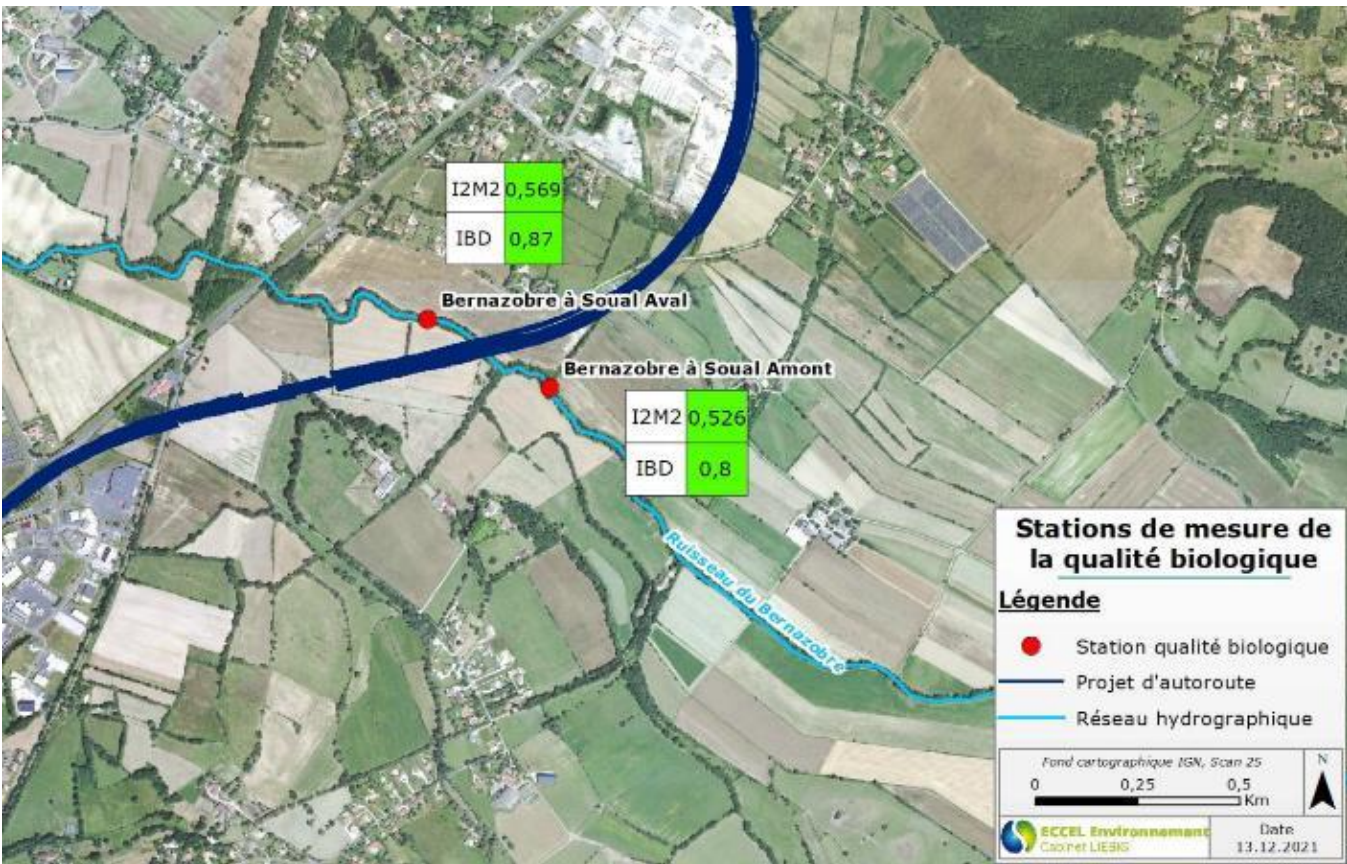 I2M2 0,569
IBD 0,87
Bernazobre à Soual Aval
Bernazobre à Soual Amont
I2M2 0,526
IBD 0,8
Ruisseau du Bernazobre
Stations de mesure de
la qualité biologique
Légende
Station qualité biologique
Projet d'autoroute
Réseau hydrographique
Fond cartographique IGN, Scan 25
0 0,25 0,5
Km
N
ECCEL Environnement
Cabinet LIEBIG
Date
13.12.2021